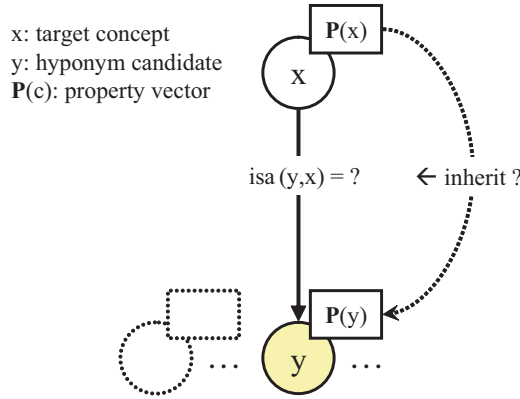 x: target concept
y: hyponym candidate
P(c): property vector
P(x)
x
isa (y,x) = ?
← inherit ?
P(y)
... y ...